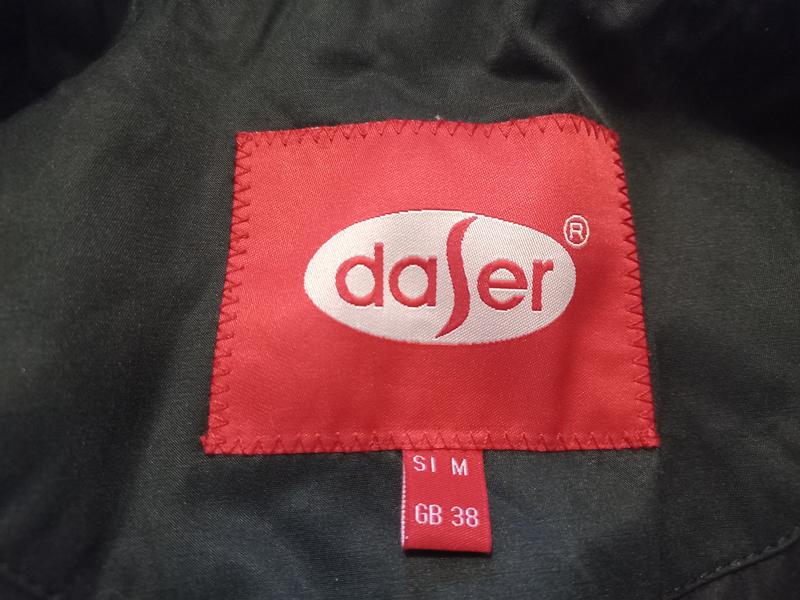 daser ®
SI M
GB 38